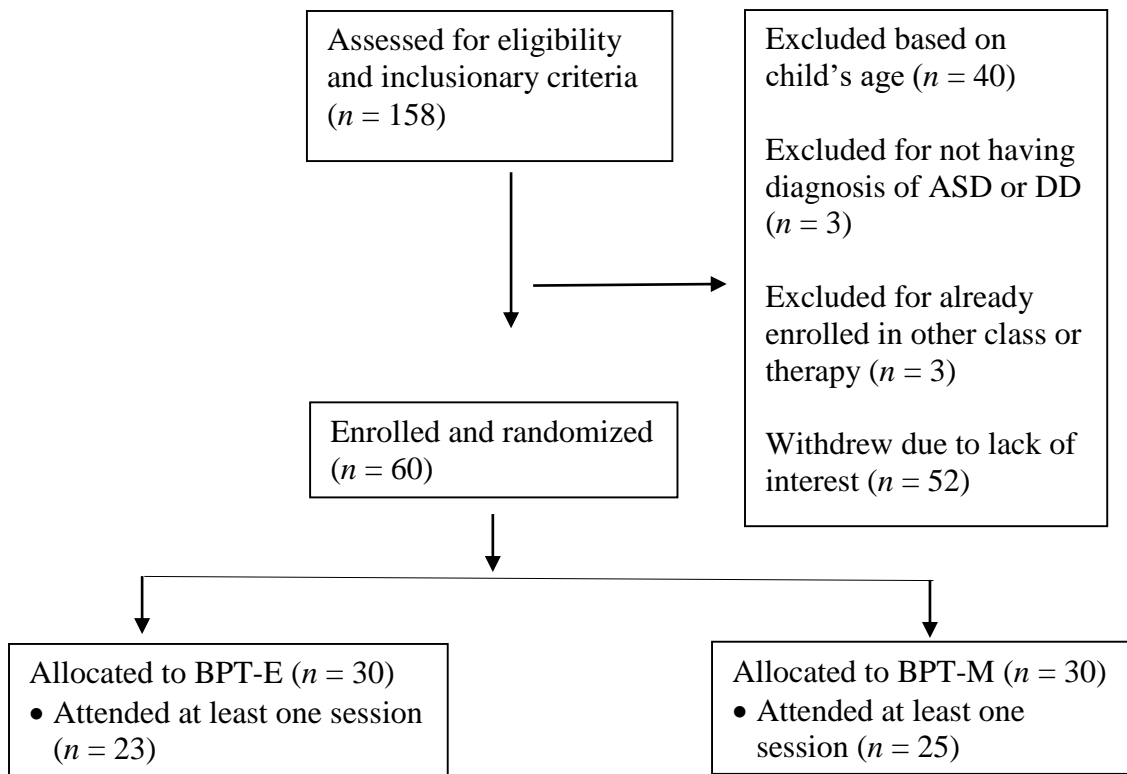 Assessed for eligibility
and inclusionary criteria
(n = 158)
Excluded based on
child’s age (n = 40)
Excluded for not having
diagnosis of ASD or DD
(n = 3)
Excluded for already
enrolled in other class or
therapy (n = 3)
Withdrew due to lack of
interest (n = 52)
Enrolled and randomized
(n = 60)
Allocated to BPT-E (n = 30)
• Attended at least one session
(n = 23)
Allocated to BPT-M (n = 30)
• Attended at least one
session (n = 25)